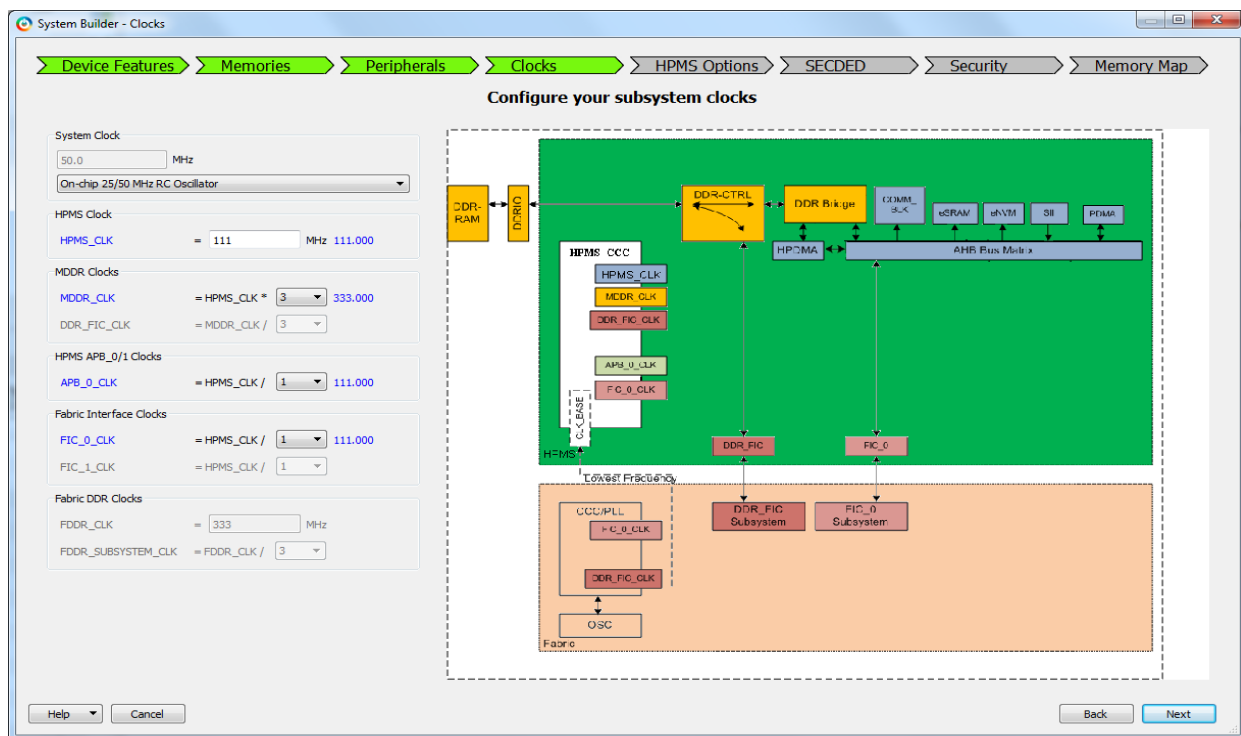 System Builder - Clocks
Device Features
Memories
Peripherals
Clocks
HPMS Options
SECDED
Security
Memory Map
Configure your subsystem clocks
System Clock
50.0 MHz
On-chip 25/50 MHz RC Oscillator
HPMS Clock
HPMS_CLK = 111 MHz 111.000
MDDR Clocks
MDDR_CLK = HPMS_CLK * 3 333.000
DDR_FIC_CLK = MDDR_CLK / 3
HPMS APB_0/1 Clocks
APB_0_CLK = HPMS_CLK / 1 111.000
Fabric Interface Clocks
FIC_0_CLK = HPMS_CLK / 1 111.000
FIC_1_CLK = HPMS_CLK / 1
Fabric DDR Clocks
FDDR_CLK = 333 MHz
FDDR_SUBSYSTEM_CLK = FDDR_CLK / 3
DDR-
RAM
DDRIO
DDR-CTRL
DDR Bridge
COMM_
BLK
eSRAM
eNVM
SII
PDMA
HPDMA
AHB Bus Matrix
HPMS CCC
HPMS_CLK
MDDR_CLK
DDR_FIC_CLK
APB_0_CLK
FIC_0_CLK
CLK_BASE
DDR_FIC
FIC_0
HPMS
Lowest Frequency
CCC/PLL
FIC_0_CLK
DDR_FIC_CLK
DDR_FIC
Subsystem
FIC_0
Subsystem
OSC
Fabric
Help
Cancel
Back
Next